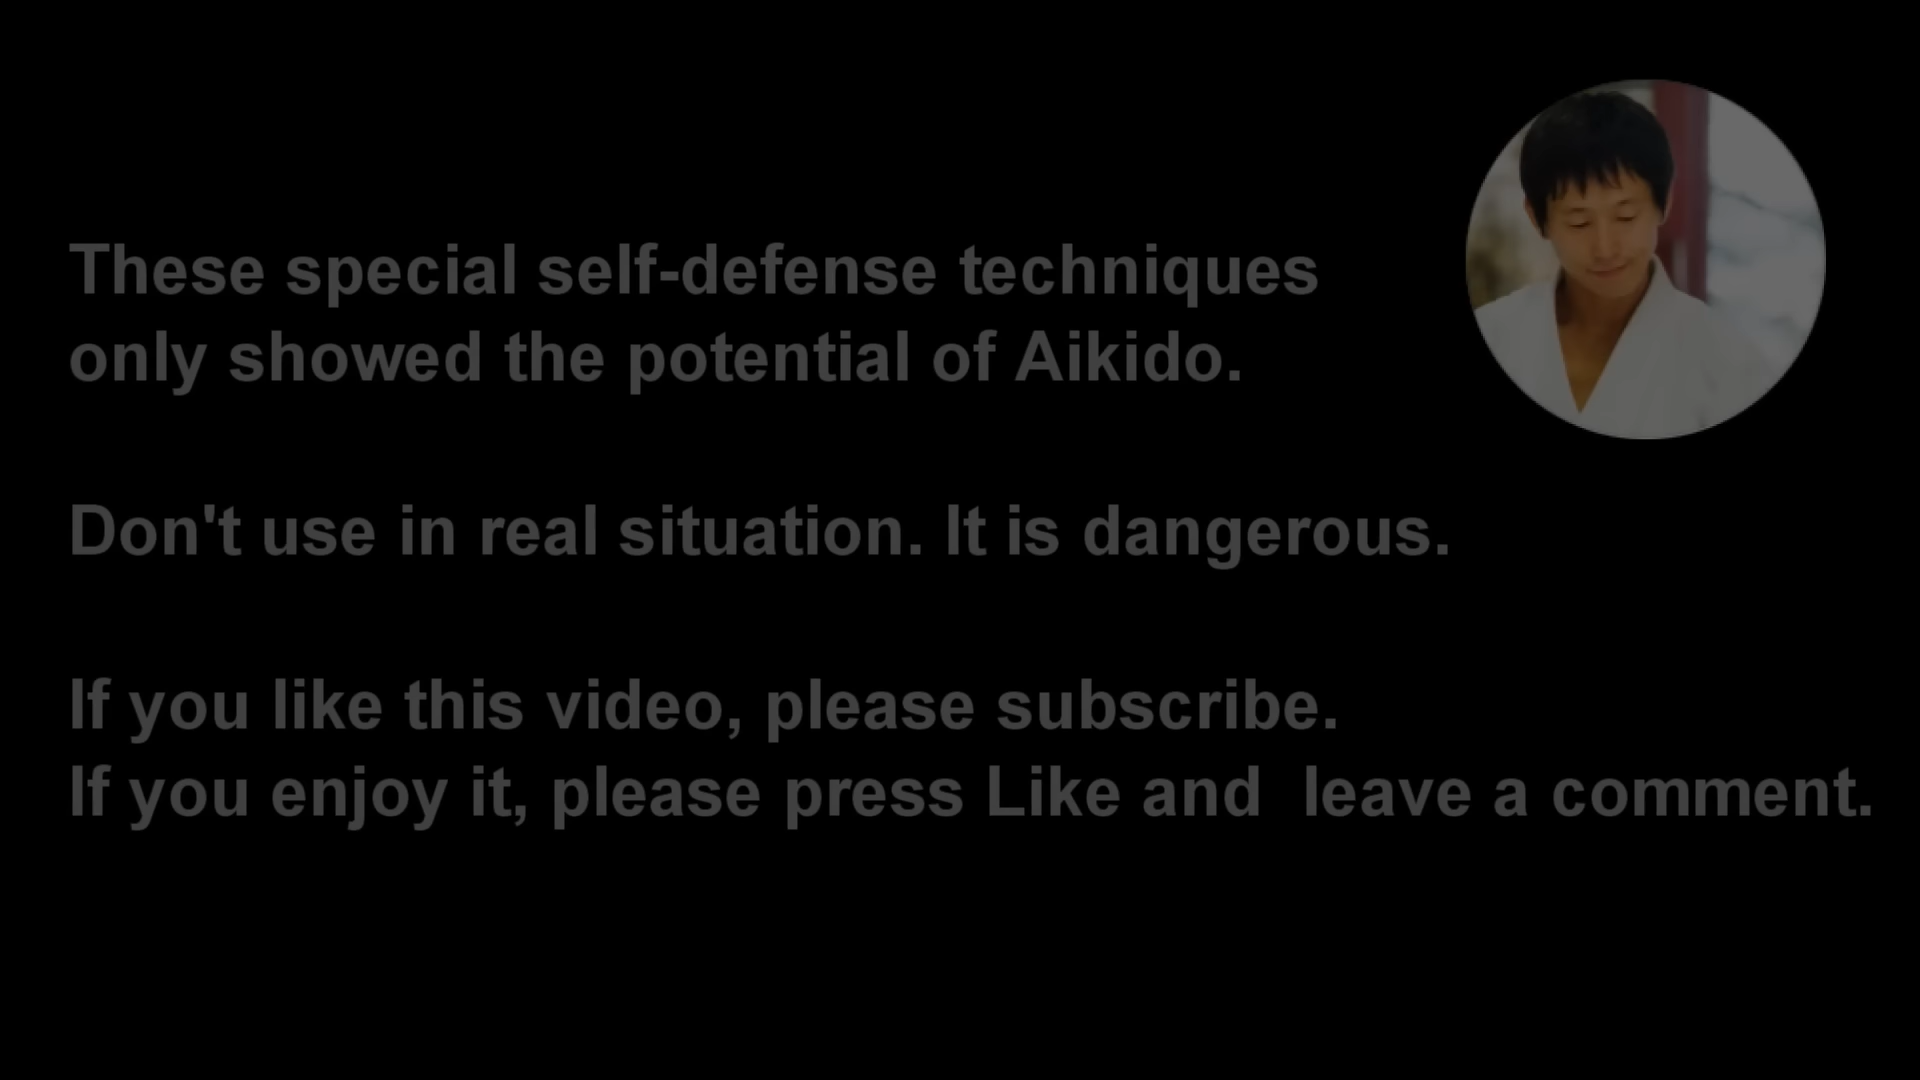 These special self-defense techniques
only showed the potential of Aikido.
Don't use in real situation. It is dangerous.
If you like this video, please subscribe.
If you enjoy it, please press Like and  leave a comment.